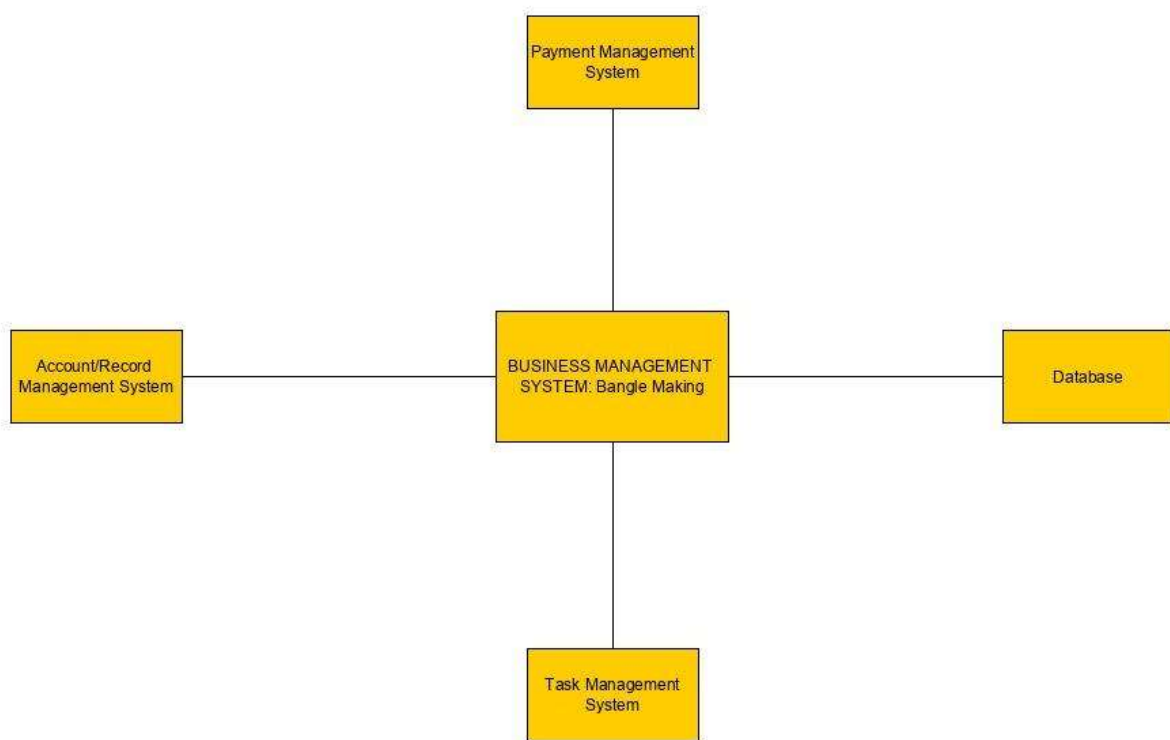 Payment Management
System
Account/Record
Management System
BUSINESS MANAGEMENT
SYSTEM: Bangle Making
Database
Task Management
System